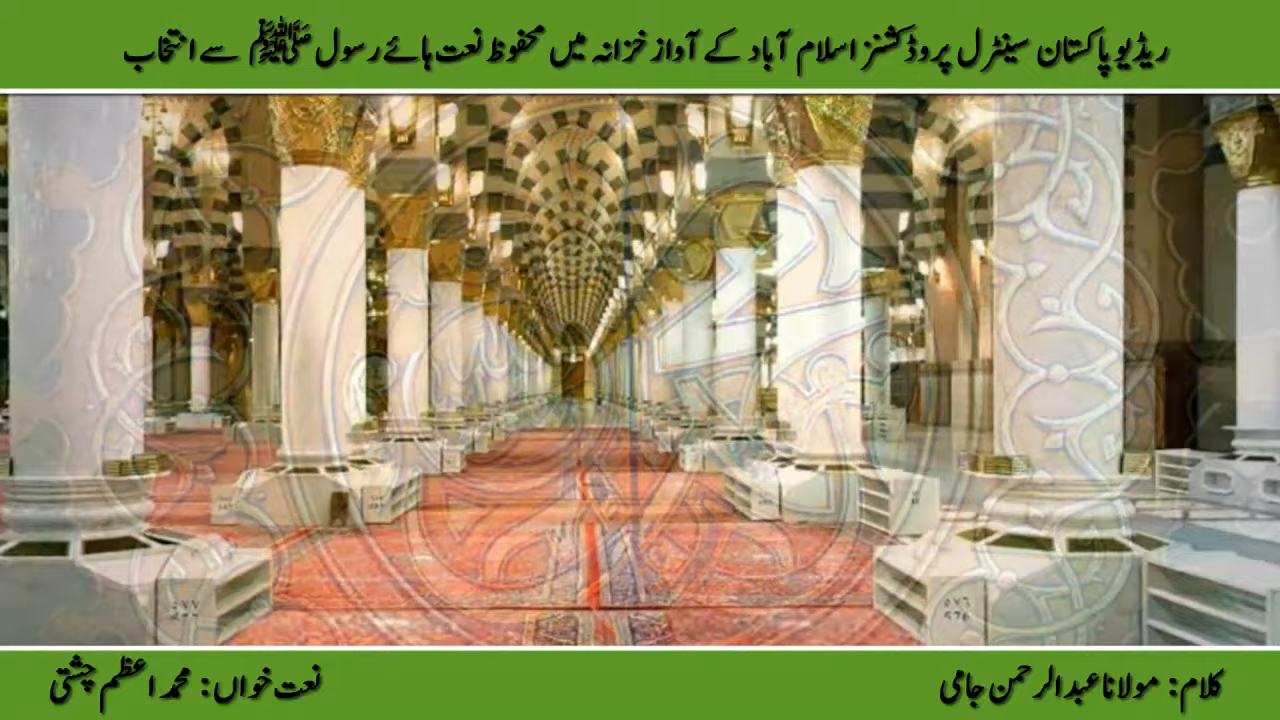 ریڈیو پاکستان سینٹرل پروڈکشنز اسلام آباد کے آواز خزانہ میں محفوظ نعت ہائے رسول ﷺ سے انتخاب
کلام: مولانا عبدالرحمن جامی
نعت خواں: محمد اعظم چشتی